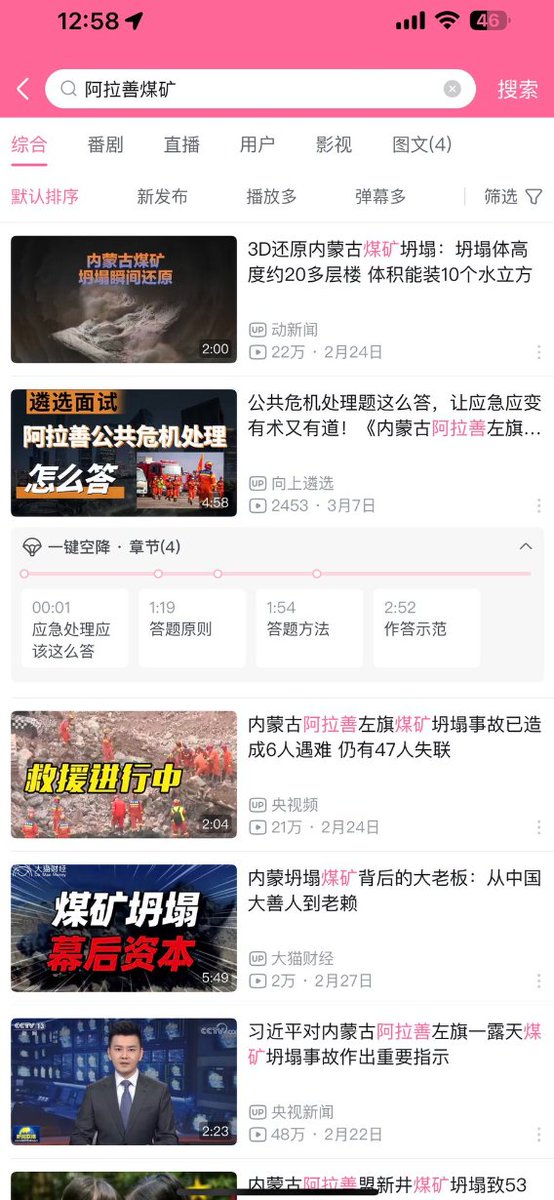 12:58
46
阿拉善煤矿
搜索
综合 番剧 直播 用户 影视 图文(4)
默认排序 新发布 播放多 弹幕多 筛选
内蒙古煤矿
坍塌瞬间还原
2:00
3D还原内蒙古煤矿坍塌：坍塌体高
度约20多层楼 体积能装10个水立方
UP 动新闻
22万 · 2月24日
遴选面试
阿拉善公共危机处理
怎么答
4:58
公共危机处理题这么答，让应急应变
有术又有道！《内蒙古阿拉善左旗...
UP 向上遴选
2453 · 3月7日
一键空降 · 章节(4)
00:01
应急处理应
该这么答
1:19
答题原则
1:54
答题方法
2:52
作答示范
救援进行中
2:04
内蒙古阿拉善左旗煤矿坍塌事故已造
成6人遇难 仍有47人失联
UP 央视频
21万 · 2月24日
大猫财经
Da Mao Money
煤矿坍塌
幕后资本
5:49
内蒙坍塌煤矿背后的大老板：从中国
大善人到老赖
UP 大猫财经
2万 · 2月27日
CCTV 13
CCTV
2:23
习近平对内蒙古阿拉善左旗一露天煤
矿坍塌事故作出重要指示
UP 央视新闻
48万 · 2月22日
内蒙古阿拉善盟新井煤矿坍塌致53